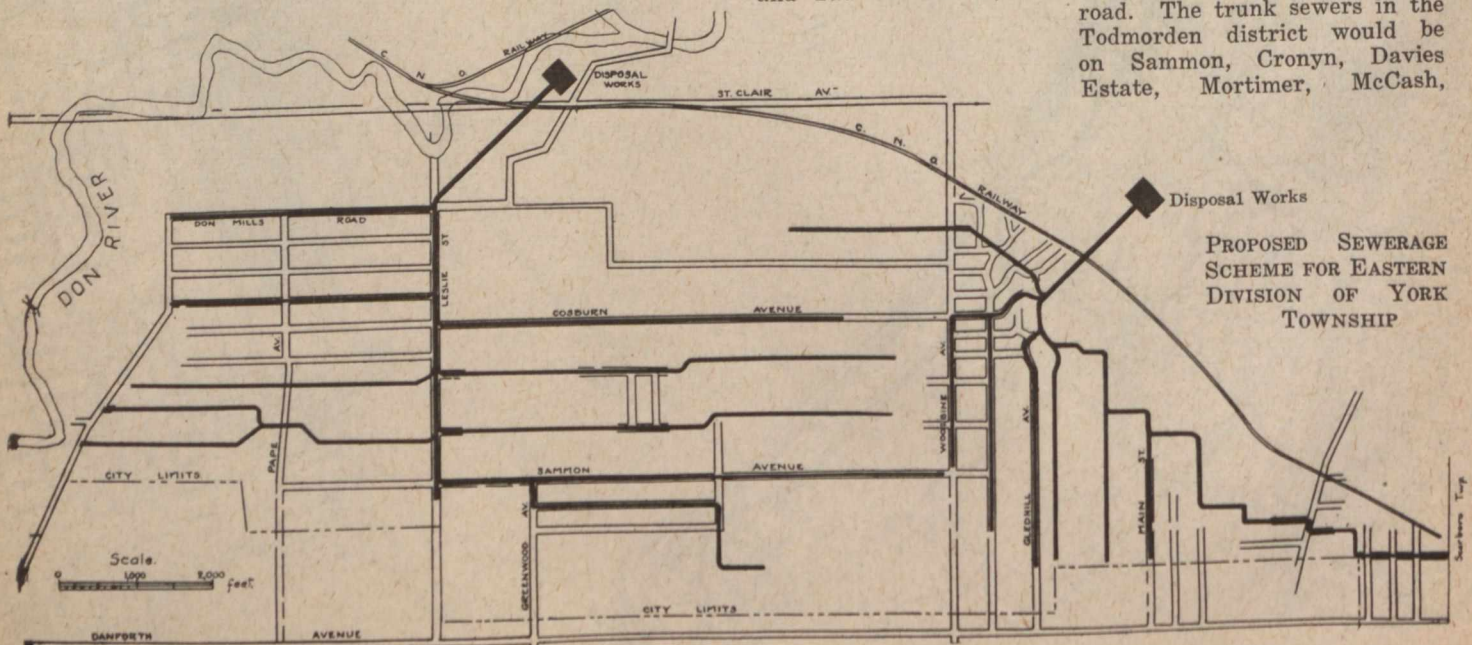 road. The trunk sewers in the
Todmorden district would be
on Sammon, Cronyn, Davies
Estate, Mortimer, McCash,
C. N. O. RAILWAY
DISPOSAL
WORKS
ST. CLAIR AV.
C. N. O. RAILWAY
Disposal Works
PROPOSED SEWERAGE
SCHEME FOR EASTERN
DIVISION OF YORK
TOWNSHIP
DON RIVER
DON MILLS ROAD
LESLIE ST
COSBURN AVENUE
PAPE AV.
WOODBINE AV.
GLEDHILL AV.
MAIN ST.
CITY LIMITS
SAMMON AVENUE
GREENWOOD AV.
Scale.
0 1,000 2,000 feet
CITY LIMITS
Scarboro Twp
DANFORTH AVENUE